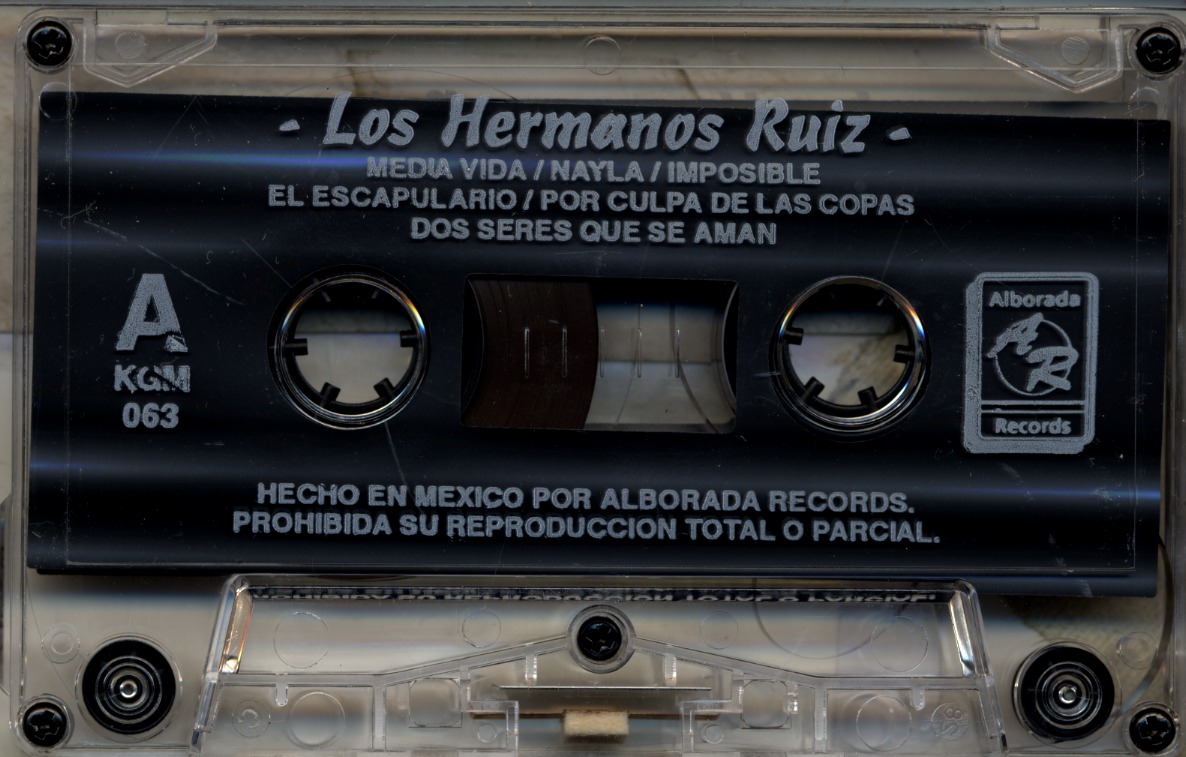 - Los Hermanos Ruiz -
MEDIA VIDA / NAYLA / IMPOSIBLE
EL ESCAPULARIO / POR CULPA DE LAS COPAS
DOS SERES QUE SE AMAN
A
KGM
063
Alborada
AR
Records
HECHO EN MEXICO POR ALBORADA RECORDS.
PROHIBIDA SU REPRODUCCION TOTAL O PARCIAL.